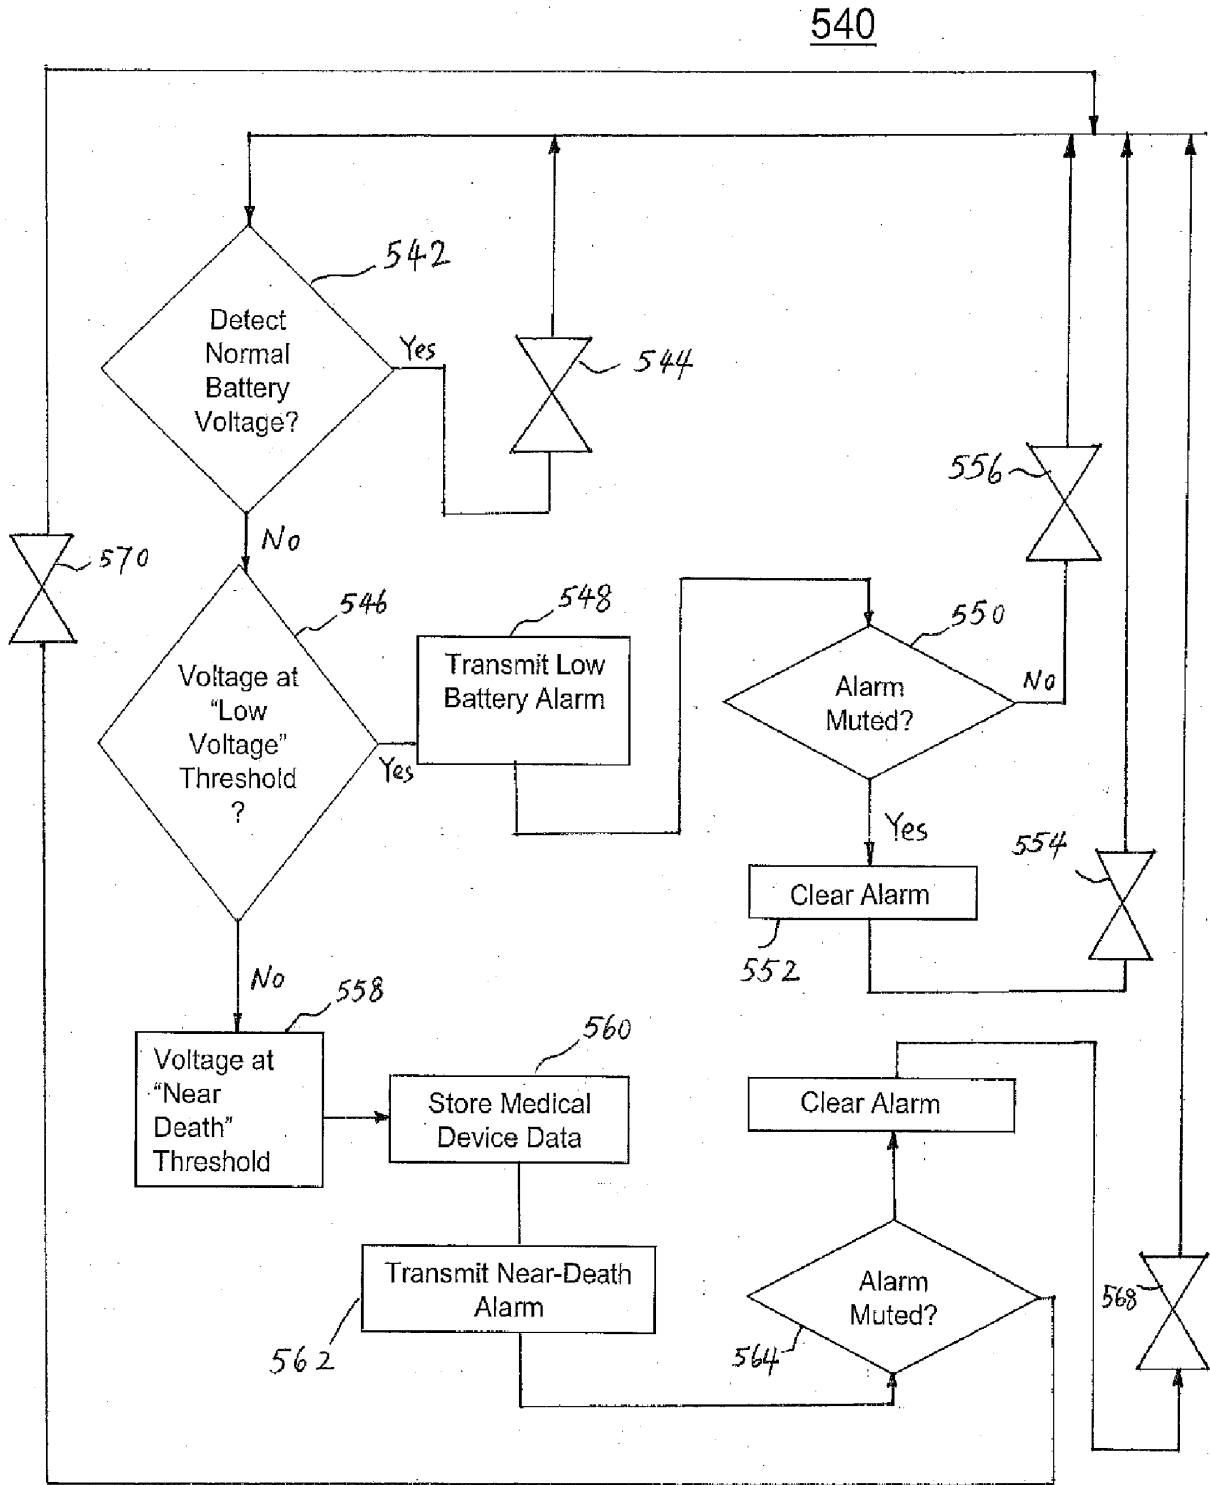 540
542
Detect
Normal
Battery
Voltage?
Yes
544
No
570
556
546
Voltage at
“Low
Voltage”
Threshold
?
Yes
548
Transmit Low
Battery Alarm
550
Alarm
Muted?
No
Yes
554
Clear Alarm
552
No
558
Voltage at
“Near
Death”
Threshold
560
Store Medical
Device Data
Clear Alarm
Transmit Near-Death
Alarm
562
Alarm
Muted?
564
568